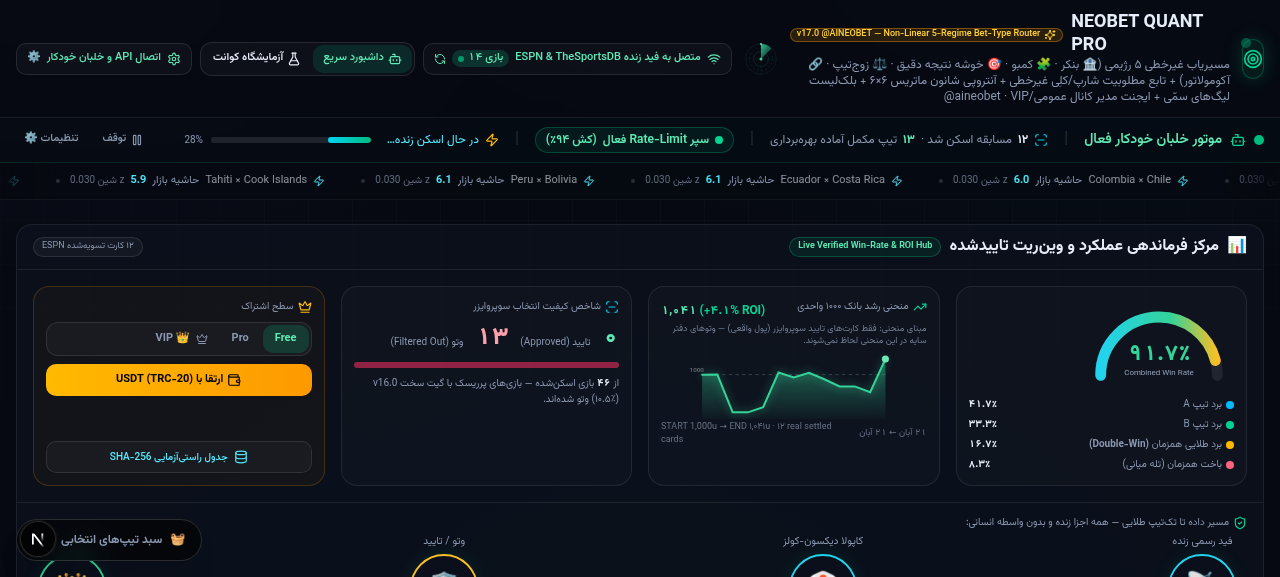 NEOBET QUANT PRO
v17.0 @AINEOBET — Non-Linear 5-Regime Bet-Type Router
مسیریاب غیرخطی ۵ رژیمی (🏦 بنکر · 🧩 کمبو · 🎯 خوشه نتیجه دقیق · ⚖️ زوج‌تیپ · 🔗
آکومولاتور) + تابع مطلوبیت شارپ/کلِی غیرخطی + آنتروپی شانون ماتریس ۶×۶ + بلک‌لیست
لیگ‌های سمّی + ایجنت مدیر کانال عمومی/VIP · @aineobet
متصل به فید زنده ESPN & TheSportsDB
۱۴ بازی
داشبورد سریع
آزمایشگاه کوانت
اتصال API و خلبان خودکار ⚙️
موتور خلبان خودکار فعال
۱۲ مسابقه اسکن شد · ۱۳ تیپ مکمل آماده بهره‌برداری
سپر Rate-Limit فعال (کش ۹۴٪)
در حال اسکن زنده...
28%
توقف
تنظیمات ⚙️
0.030
Colombia × Chile حاشیه بازار 6.0 z شین 0.030
Ecuador × Costa Rica حاشیه بازار 6.1 z شین 0.030
Peru × Bolivia حاشیه بازار 6.1 z شین 0.030
Tahiti × Cook Islands حاشیه بازار 5.9 z شین 0.030
📊 مرکز فرماندهی عملکرد و وین‌ریت تاییدشده
Live Verified Win-Rate & ROI Hub
۱۲ کارت تسویه‌شده ESPN
۹۱.۷٪
Combined Win Rate
برد تیپ A ۴۱.۷٪
برد تیپ B ۳۳.۳٪
برد طلایی همزمان (Double-Win) ۱۶.۷٪
باخت همزمان (تله میانی) ۸.۳٪
منحنی رشد بانک ۱۰۰۰ واحدی
۱,۰۴۱ (+۴.۱% ROI)
مبنای منحنی: فقط کارت‌های تایید سوپروایزر (پول واقعی) — وتوهای دفتر
سایه در این منحنی لحاظ نمی‌شوند.
1000
۲۱ آبان ← ۲۱ آبان
START 1,000u → END ۱,۰۴۱u · ۱۲ real settled
cards
شاخص کیفیت انتخاب سوپروایزر
تایید (Approved)
۱۳
وتو (Filtered Out)
از ۴۶ بازی اسکن‌شده — بازی‌های پرریسک با گیت سخت v16.0
(۱۰.۵٪) وتو شده‌اند.
سطح اشتراک
Free
Pro
VIP 👑
ارتقا با USDT (TRC-20)
جدول راستی‌آزمایی SHA-256
مسیر داده تا تک‌تیپ طلایی — همه اجزا زنده و بدون واسطه انسانی:
فید رسمی زنده
کاپولا دیکسون-کولز
وتو / تایید
🧺 سبد تیپ‌های انتخابی
N